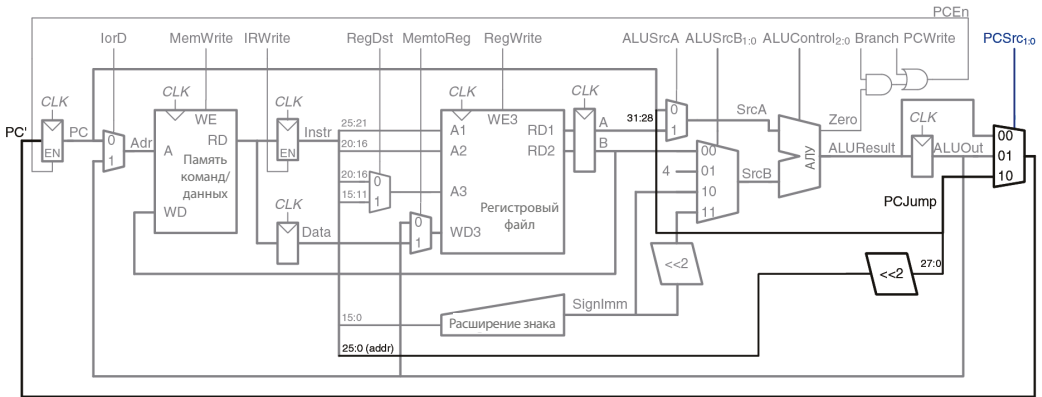 PCEn
IorD MemWrite IRWrite RegDst MemtoReg RegWrite ALUSrcA ALUSrcB1:0 ALUControl2:0 Branch PCWrite PCSrc1:0
CLK CLK CLK CLK CLK CLK
PC' PC EN
0 1 Adr
WE A RD WD
Память команд/данных
EN Instr
CLK Data
25:21
20:16
20:16
15:11
0 1
0 1
WE3
A1 RD1
A2 RD2
A3
WD3
Регистровый файл
A
B
31:28
0 1
SrcA
4
00
01
10
11
SrcB
АЛУ
Zero
ALUResult
CLK
ALUOut
00
01
10
PCJump
<<2
<<2
27:0
SignImm
15:0
Расширение знака
25:0 (addr)